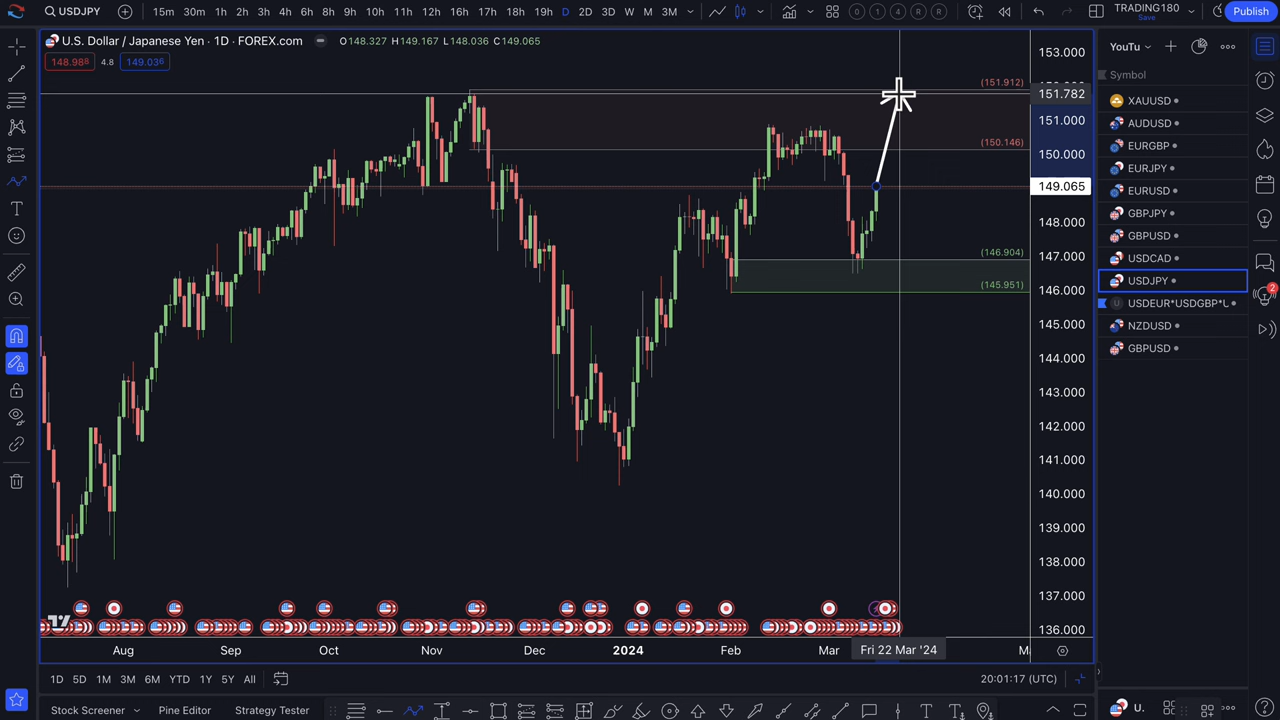 USDJPY
15m 30m 1h 2h 3h 4h 6h 7h 8h 9h 10h 11h 12h 15h 16h 17h 18h 19h D 2D 3D W M 3M
TRADING180
Save
Publish
U.S. Dollar / Japanese Yen · 1D · FOREX.com
O148.327 H149.167 L148.036 C149.065
148.988 4.8 149.036
153.000
151.782
151.000
150.000
149.065
148.000
147.000
146.000
145.000
144.000
143.000
142.000
141.000
140.000
139.000
138.000
137.000
136.000
(151.912)
(150.146)
(146.904)
(145.951)
Aug Sep Oct Nov Dec 2024 Feb Mar Fri 22 Mar '24
1D 5D 1M 3M 6M YTD 1Y 5Y All
20:01:17 (UTC)
Stock Screener Pine Editor Strategy Tester
YouTu
Symbol
XAUUSD
AUDUSD
EURGBP
EURJPY
EURUSD
GBPJPY
GBPUSD
USDCAD
USDJPY
USDEUR*USDGBP*
NZDUSD
GBPUSD
U.
2